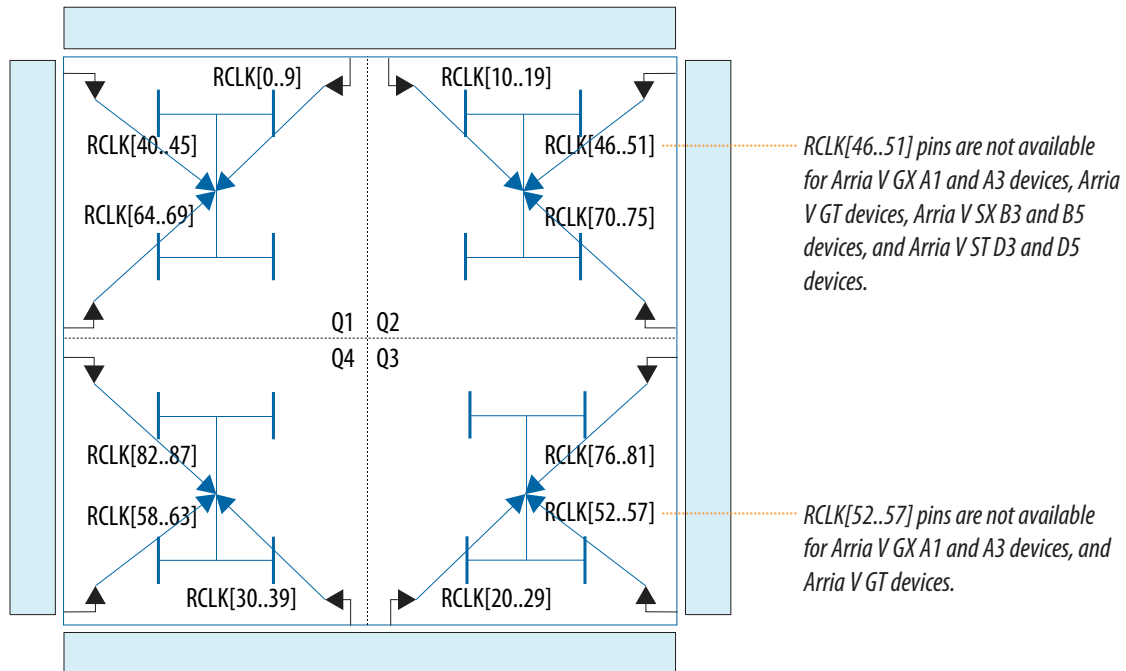 RCLK[0..9]
RCLK[10..19]
RCLK[40..45]
RCLK[46..51]
RCLK[46..51] pins are not available
for Arria V GX A1 and A3 devices, Arria
V GT devices, Arria V SX B3 and B5
devices, and Arria V ST D3 and D5
devices.
RCLK[64..69]
RCLK[70..75]
Q1
Q2
Q4
Q3
RCLK[82..87]
RCLK[76..81]
RCLK[58..63]
RCLK[52..57]
RCLK[52..57] pins are not available
for Arria V GX A1 and A3 devices, and
Arria V GT devices.
RCLK[30..39]
RCLK[20..29]